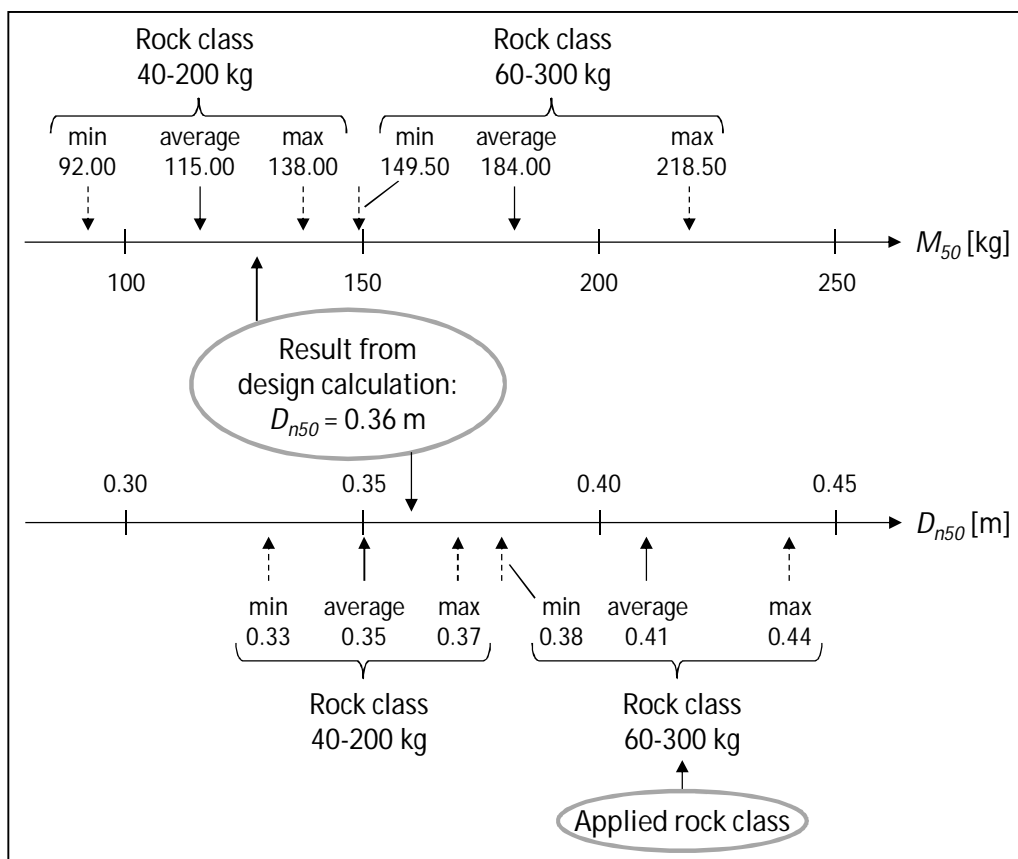 Rock class
40-200 kg
Rock class
60-300 kg
min average max min average max
92.00 115.00 138.00 149.50 184.00 218.50
M50 [kg]
100 150 200 250
Result from
design calculation:
Dn50 = 0.36 m
0.30 0.35 0.40 0.45
Dn50 [m]
min average max min average max
0.33 0.35 0.37 0.38 0.41 0.44
Rock class
40-200 kg
Rock class
60-300 kg
Applied rock class